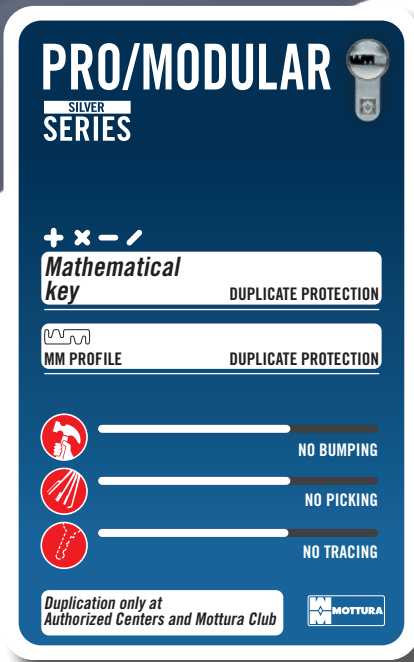 PRO/MODULAR
SILVER
SERIES
Mathematical
key
DUPLICATE PROTECTION
MM PROFILE
DUPLICATE PROTECTION
NO BUMPING
NO PICKING
NO TRACING
Duplication only at
Authorized Centers and Mottura Club
MOTTURA